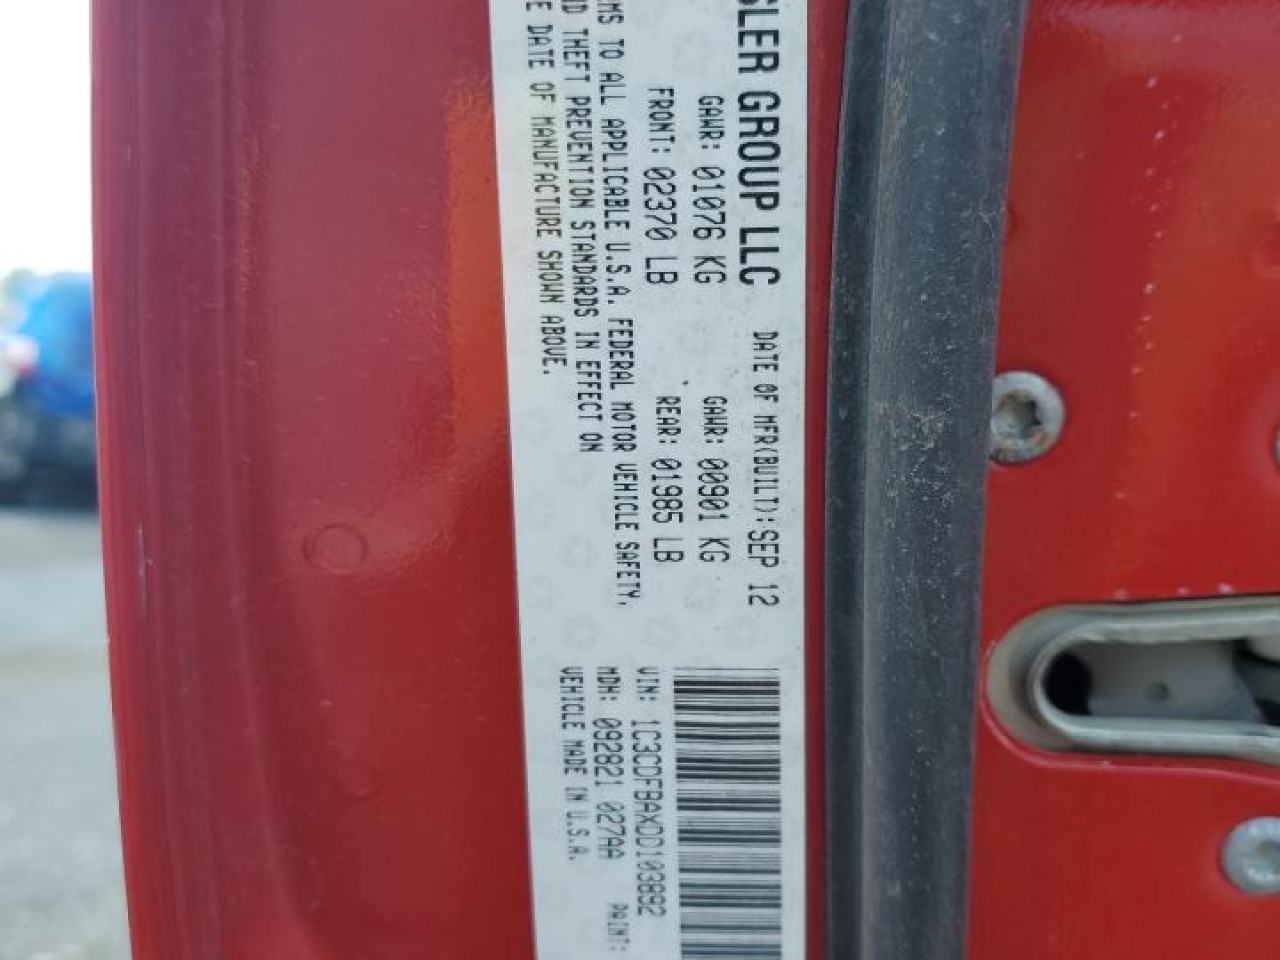 SLER GROUP LLC DATE OF MFR(BUILT):SEP 12
GAWR: 01076 KG GAWR: 00901 KG
FRONT: 02370 LB REAR: 01985 LB
TO ALL APPLICABLE U.S.A. FEDERAL MOTOR VEHICLE SAFETY,
THEFT PREVENTION STANDARDS IN EFFECT ON
DATE OF MANUFACTURE SHOWN ABOVE.
VIN: 1C3CDFBAXDD103892
MDH: 092821 027AA PAINT:
VEHICLE MADE IN U.S.A.